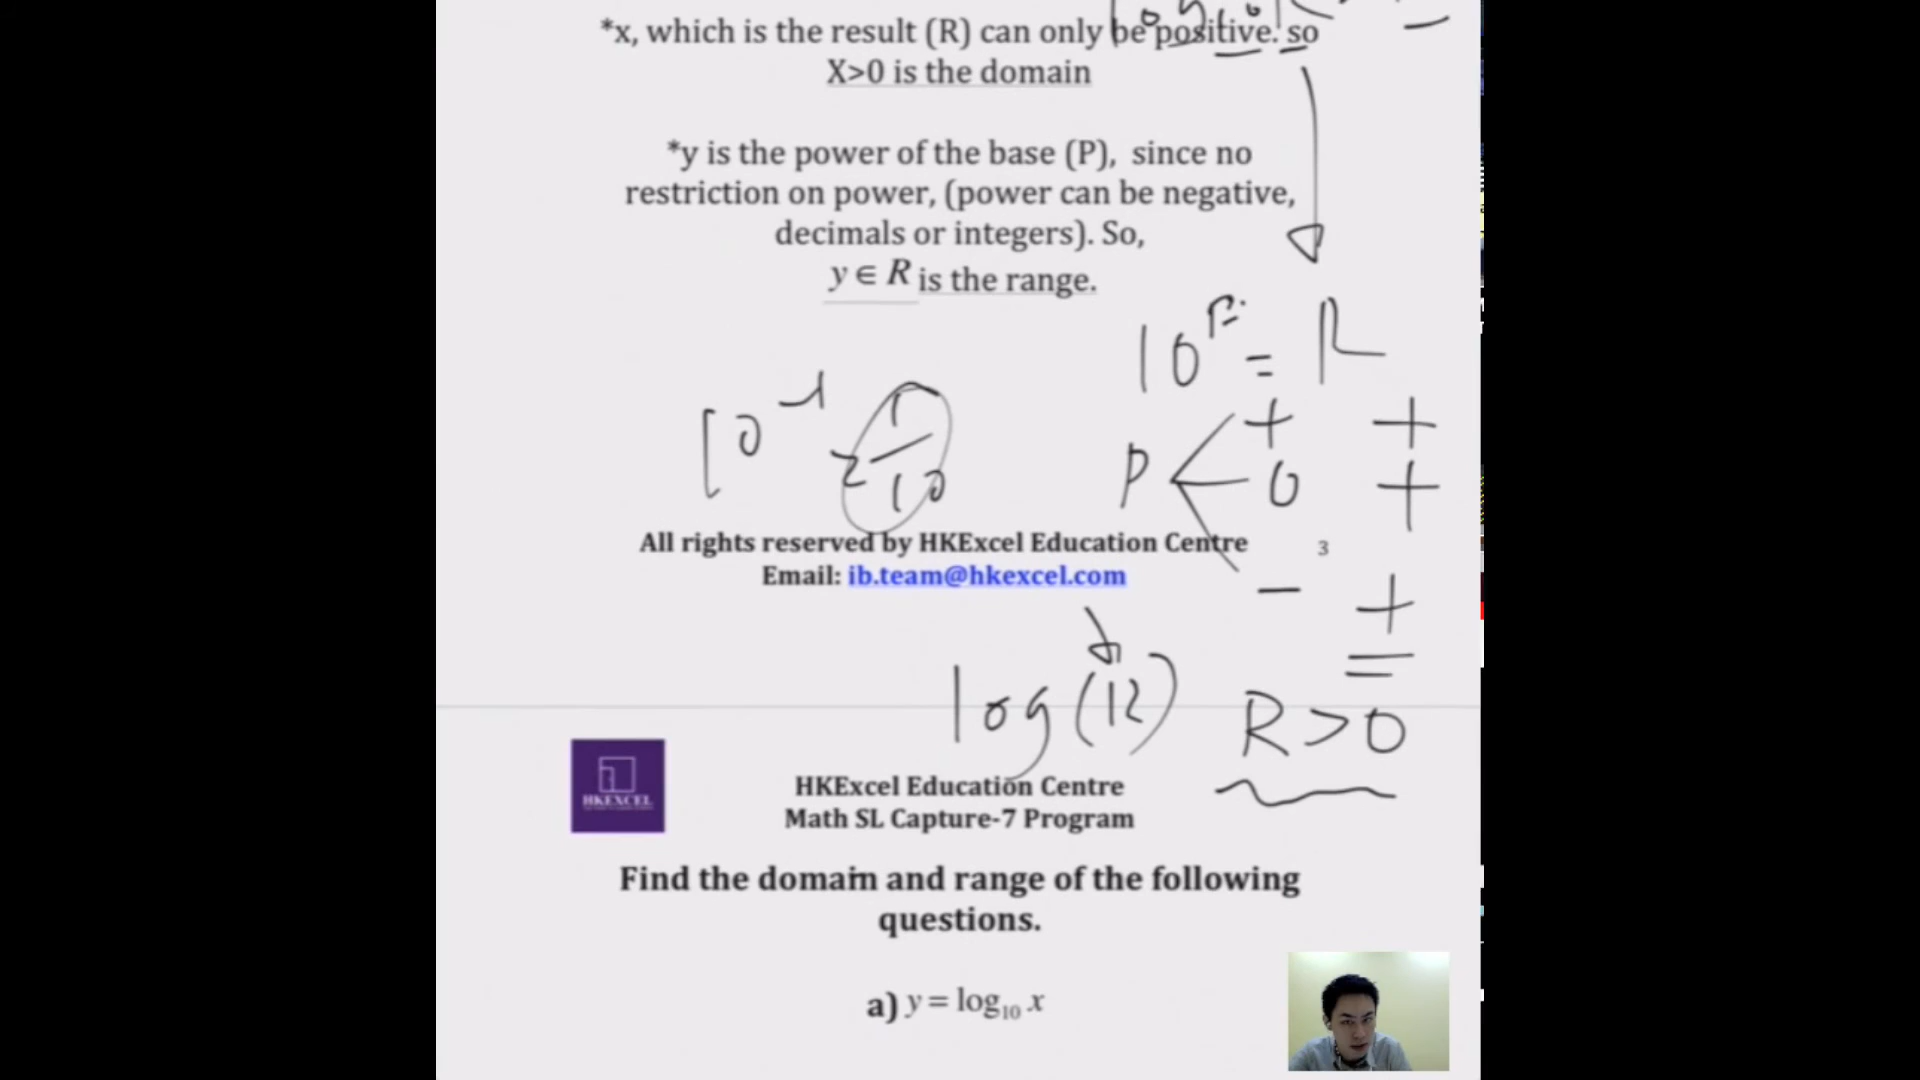 *x, which is the result (R) can only be positive. so
X>0 is the domain
*y is the power of the base (P), since no
restriction on power, (power can be negative,
decimals or integers). So,
y ∈ R is the range.
10^P = R
10^-1 = 1/10
P + +
0 +
- +
All rights reserved by HKExcel Education Centre 3
Email: ib.team@hkexcel.com
log(R) R>0
HKEXCEL
HKExcel Education Centre
Math SL Capture-7 Program
Find the domain and range of the following
questions.
a) y = log₁₀ x